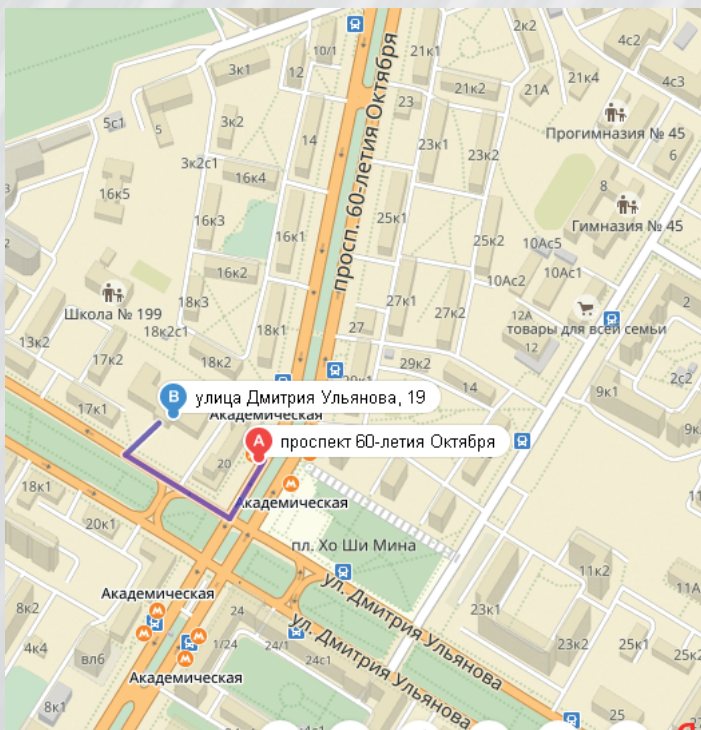 10/1
21к1
2к2
4с2
3к1
12
21к2
21А
21к4
4с3
5с1
5
3к2
14
23
23к1
23к2
Прогимназия № 45
6
просп. 60-летия Октября
3к2с1
16к4
16к5
16к3
16к1
25к1
25к2
8
Гимназия № 45
10Ас5
10Ас2
10Ас1
16к2
18к3
Школа № 199
18к2с1
18к1
27к1
27к2
27
12А
товары для всей семьи
12
2
13к2
17к2
18к2
29к2
14
2с2
9к1
17к1
В
улица Дмитрия Ульянова, 19
Академическая
А
проспект 60-летия Октября
20
18к1
20к1
Академическая
пл. Хо Ши Мина
ул. Дмитрия Ульянова
ул. Дмитрия Ульянова
11к2
11А
Академическая
8к2
4к4
вл6
24
1/24
24с1
23к1
23к2
25к1
25к2
Академическая
8к1